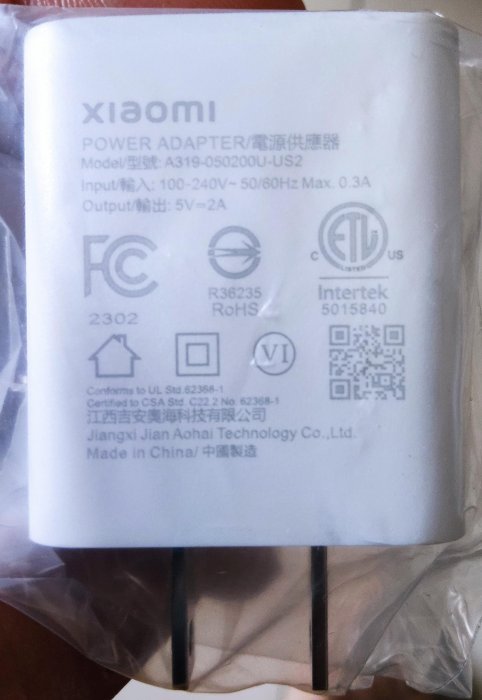 xiaomi
POWER ADAPTER/電源供應器
Model/型號: A319-050200U-US2
Input/輸入: 100-240V~ 50/60Hz Max. 0.3A
Output/輸出: 5V⎓2A
FC
2302
R36235
RoHS
c ETL US
Intertek
5015840
VI
Conforms to UL Std.62368-1
Certified to CSA Std. C22.2 No. 62368-1
江西吉安奧海科技有限公司
Jiangxi Jian Aohai Technology Co.,Ltd.
Made in China/ 中國製造